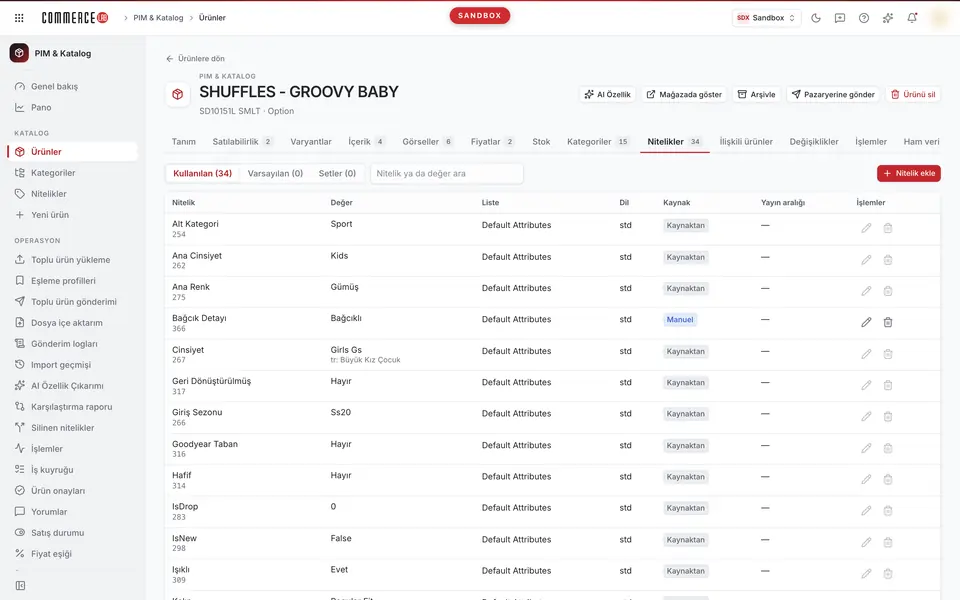 COMMERCE LAB
PIM & Katalog
Ürünler
SANDBOX
SDX Sandbox
PIM & Katalog
Genel bakış
Pano
KATALOG
Ürünler
Kategoriler
Nitelikler
Yeni ürün
OPERASYON
Toplu ürün yükleme
Eşleme profilleri
Toplu ürün gönderimi
Dosya içe aktarım
Gönderim logları
Import geçmişi
AI Özellik Çıkarımı
Karşılaştırma raporu
Silinen nitelikler
İşlemler
İş kuyruğu
Ürün onayları
Yorumlar
Satış durumu
Fiyat eşiği
Ürünlere dön
PIM & KATALOG
SHUFFLES - GROOVY BABY
SD10151L SMLT · Option
AI Özellik
Mağazada göster
Arşivle
Pazaryerine gönder
Ürünü sil
Tanım Satılabilirlik 2 Varyantlar İçerik 4 Görseller 6 Fiyatlar 2 Stok Kategoriler 15 Nitelikler 34 İlişkili ürünler Değişiklikler İşlemler Ham veri
Kullanılan (34) Varsayılan (0) Setler (0) Nitelik ya da değer ara
+ Nitelik ekle
Nitelik Değer Liste Dil Kaynak Yayın aralığı İşlemler
Alt Kategori Sport Default Attributes std Kaynaktan —
254
Ana Cinsiyet Kids Default Attributes std Kaynaktan —
262
Ana Renk Gümüş Default Attributes std Kaynaktan —
275
Bağcık Detayı Bağcıklı Default Attributes std Manuel —
366
Cinsiyet Girls Gs Default Attributes std Kaynaktan —
267 tr: Büyük Kız Çocuk
Geri Dönüştürülmüş Hayır Default Attributes std Kaynaktan —
317
Giriş Sezonu Ss20 Default Attributes std Kaynaktan —
266
Goodyear Taban Hayır Default Attributes std Kaynaktan —
316
Hafif Hayır Default Attributes std Kaynaktan —
314
IsDrop 0 Default Attributes std Kaynaktan —
283
IsNew False Default Attributes std Kaynaktan —
298
Işıklı Evet Default Attributes std Kaynaktan —
309